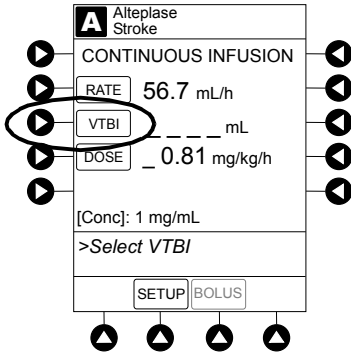 A Alteplase
Stroke
CONTINUOUS INFUSION
RATE 56.7 mL/h
VTBI _ _ _ _ mL
DOSE _ 0.81 mg/kg/h
[Conc]: 1 mg/mL
>Select VTBI
SETUP BOLUS